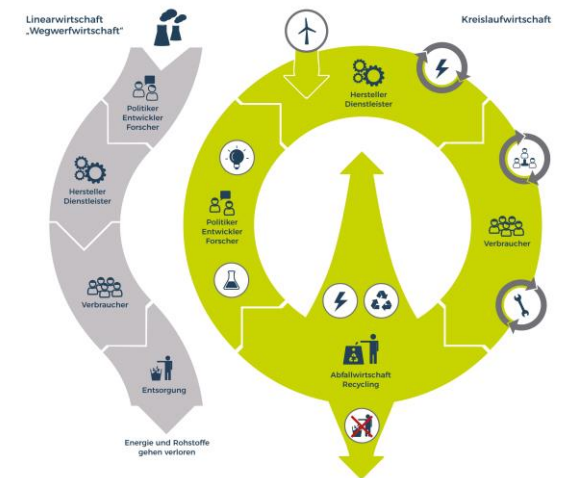 Linearwirtschaft
„Wegwerfwirtschaft"
Politiker
Entwickler
Forscher
Hersteller
Dienstleister
Verbraucher
Entsorgung
Energie und Rohstoffe
gehen verloren
Kreislaufwirtschaft
Hersteller
Dienstleister
Politiker
Entwickler
Forscher
Verbraucher
Abfallwirtschaft
Recycling